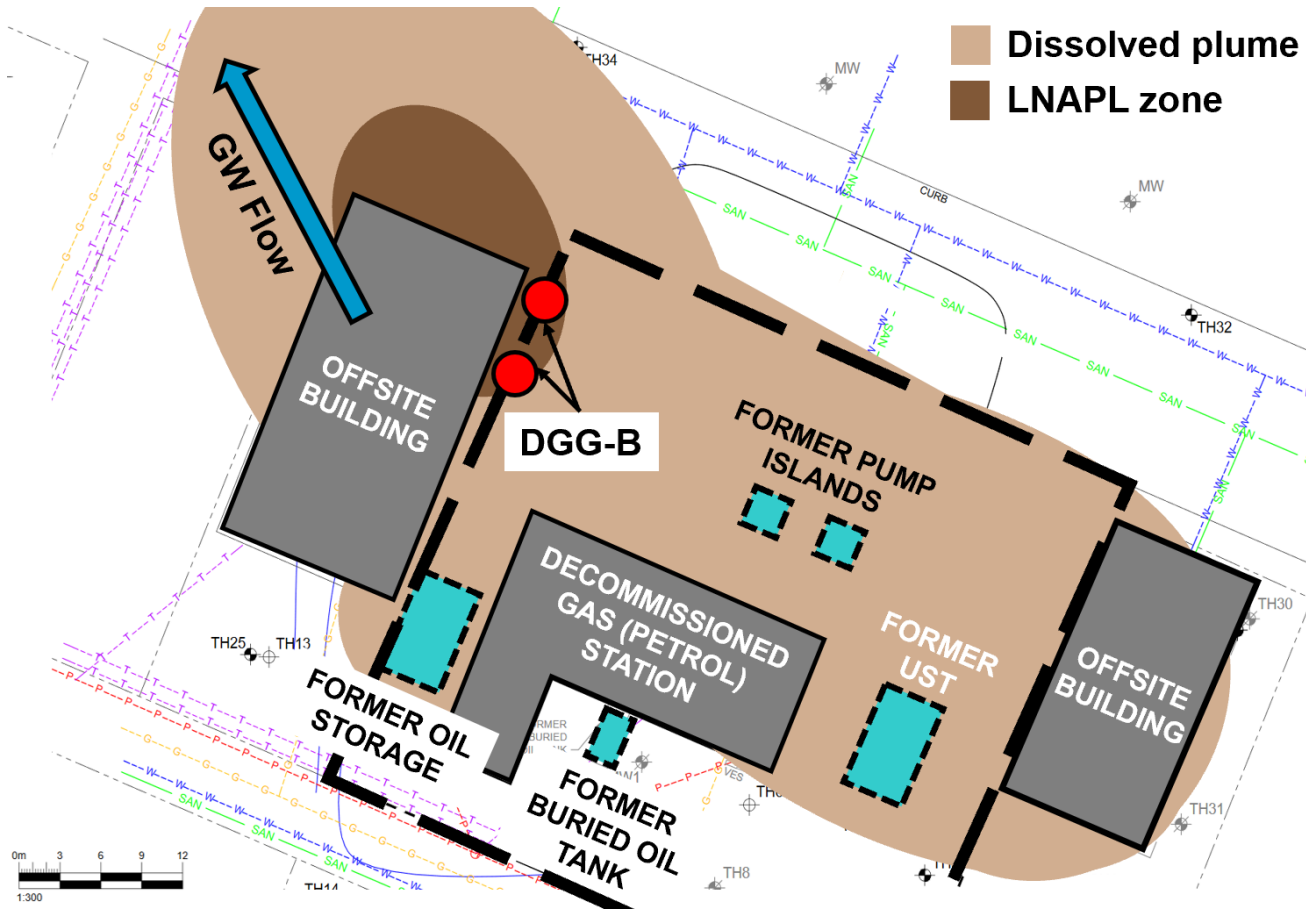 Dissolved plume
LNAPL zone
TH34
MW
MW
GW Flow
CURB
TH32
OFFSITE
BUILDING
DGG-B
FORMER PUMP
ISLANDS
DECOMMISSIONED
GAS (PETROL)
STATION
FORMER
UST
OFFSITE
BUILDING
TH30
TH31
TH25
TH13
FORMER OIL
STORAGE
FORMER
BURIED OIL
TANK
TH8
TH14
0m 3 6 9 12
1:300